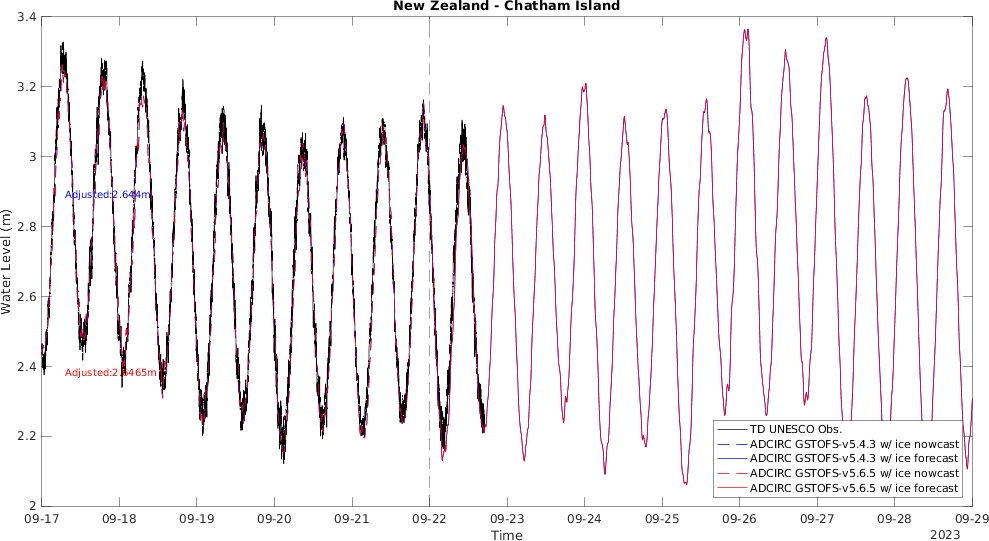 New Zealand - Chatham Island
3.4
3.2
3
2.8
2.6
2.4
2.2
2
Water Level (m)
Adjusted:2.644m
Adjusted:2.6465m
TD UNESCO Obs.
ADCIRC GSTOFS-v5.4.3 w/ ice nowcast
ADCIRC GSTOFS-v5.4.3 w/ ice forecast
ADCIRC GSTOFS-v5.6.5 w/ ice nowcast
ADCIRC GSTOFS-v5.6.5 w/ ice forecast
09-17 09-18 09-19 09-20 09-21 09-22 09-23 09-24 09-25 09-26 09-27 09-28 09-29
Time
2023